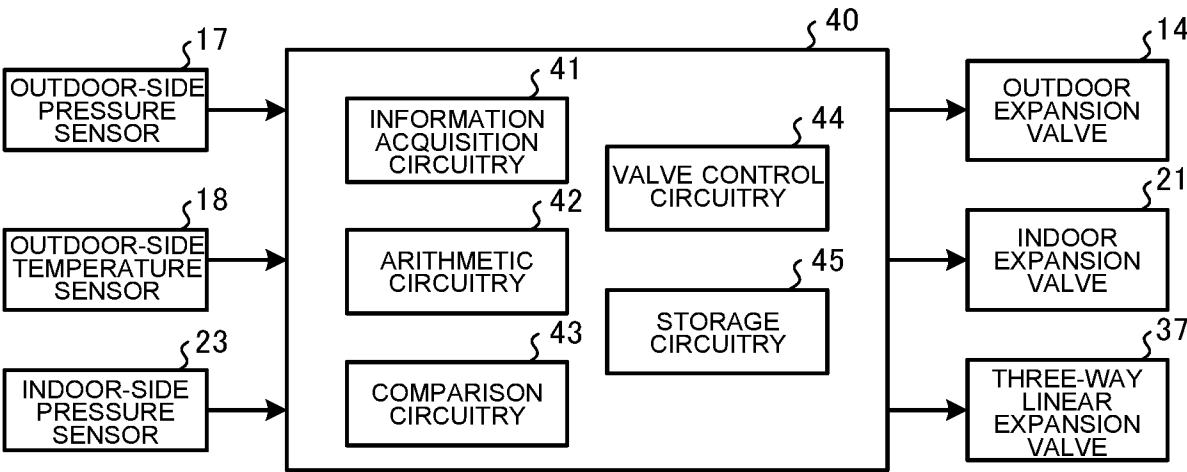 17
OUTDOOR-SIDE
PRESSURE
SENSOR
18
OUTDOOR-SIDE
TEMPERATURE
SENSOR
23
INDOOR-SIDE
PRESSURE
SENSOR
40
41
INFORMATION
ACQUISITION
CIRCUITRY
42
ARITHMETIC
CIRCUITRY
43
COMPARISON
CIRCUITRY
44
VALVE CONTROL
CIRCUITRY
45
STORAGE
CIRCUITRY
14
OUTDOOR
EXPANSION
VALVE
21
INDOOR
EXPANSION
VALVE
37
THREE-WAY
LINEAR
EXPANSION
VALVE